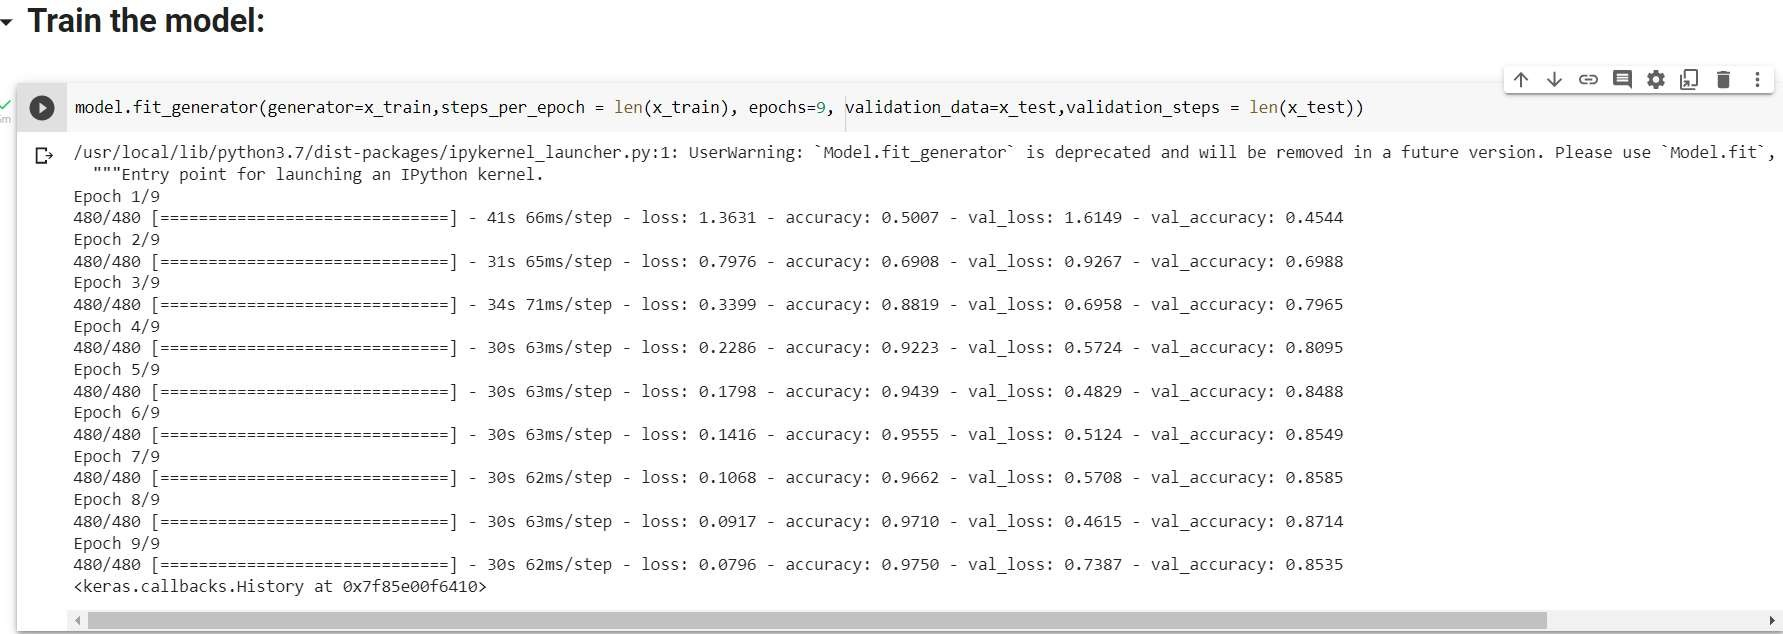 Train the model:
model.fit_generator(generator=x_train,steps_per_epoch = len(x_train), epochs=9, validation_data=x_test,validation_steps = len(x_test))
/usr/local/lib/python3.7/dist-packages/ipykernel_launcher.py:1: UserWarning: `Model.fit_generator` is deprecated and will be removed in a future version. Please use `Model.fit`,
"""Entry point for launching an IPython kernel.
Epoch 1/9
480/480 [==============================] - 41s 66ms/step - loss: 1.3631 - accuracy: 0.5007 - val_loss: 1.6149 - val_accuracy: 0.4544
Epoch 2/9
480/480 [==============================] - 31s 65ms/step - loss: 0.7976 - accuracy: 0.6908 - val_loss: 0.9267 - val_accuracy: 0.6988
Epoch 3/9
480/480 [==============================] - 34s 71ms/step - loss: 0.3399 - accuracy: 0.8819 - val_loss: 0.6958 - val_accuracy: 0.7965
Epoch 4/9
480/480 [==============================] - 30s 63ms/step - loss: 0.2286 - accuracy: 0.9223 - val_loss: 0.5724 - val_accuracy: 0.8095
Epoch 5/9
480/480 [==============================] - 30s 63ms/step - loss: 0.1798 - accuracy: 0.9439 - val_loss: 0.4829 - val_accuracy: 0.8488
Epoch 6/9
480/480 [==============================] - 30s 63ms/step - loss: 0.1416 - accuracy: 0.9555 - val_loss: 0.5124 - val_accuracy: 0.8549
Epoch 7/9
480/480 [==============================] - 30s 62ms/step - loss: 0.1068 - accuracy: 0.9662 - val_loss: 0.5708 - val_accuracy: 0.8585
Epoch 8/9
480/480 [==============================] - 30s 63ms/step - loss: 0.0917 - accuracy: 0.9710 - val_loss: 0.4615 - val_accuracy: 0.8714
Epoch 9/9
480/480 [==============================] - 30s 62ms/step - loss: 0.0796 - accuracy: 0.9750 - val_loss: 0.7387 - val_accuracy: 0.8535
<keras.callbacks.History at 0x7f85e00f6410>